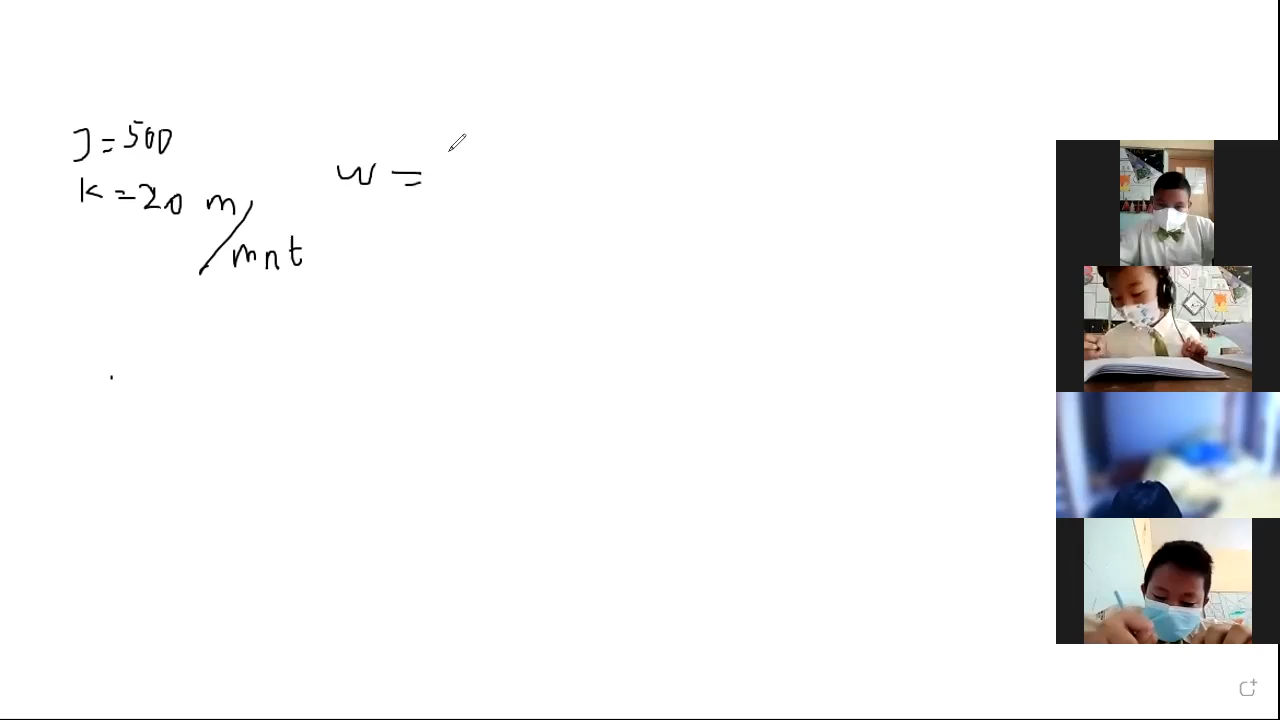 J = 500
K = 20 m/mnt
W =